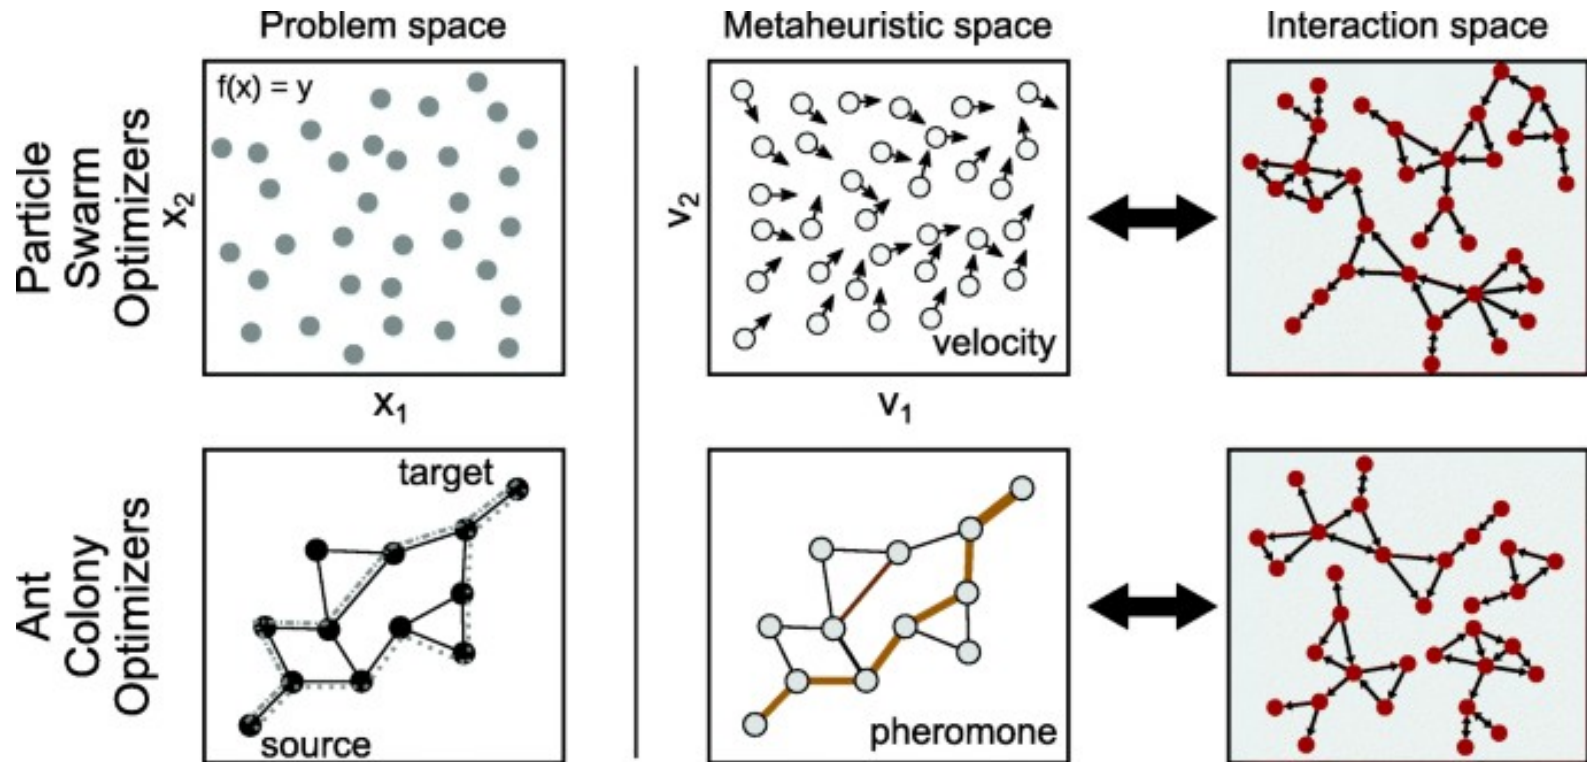 Problem space
Metaheuristic space
Interaction space
Particle
Swarm
Optimizers
f(x) = y
x₂
x₁
v₂
velocity
v₁
Ant
Colony
Optimizers
target
source
pheromone